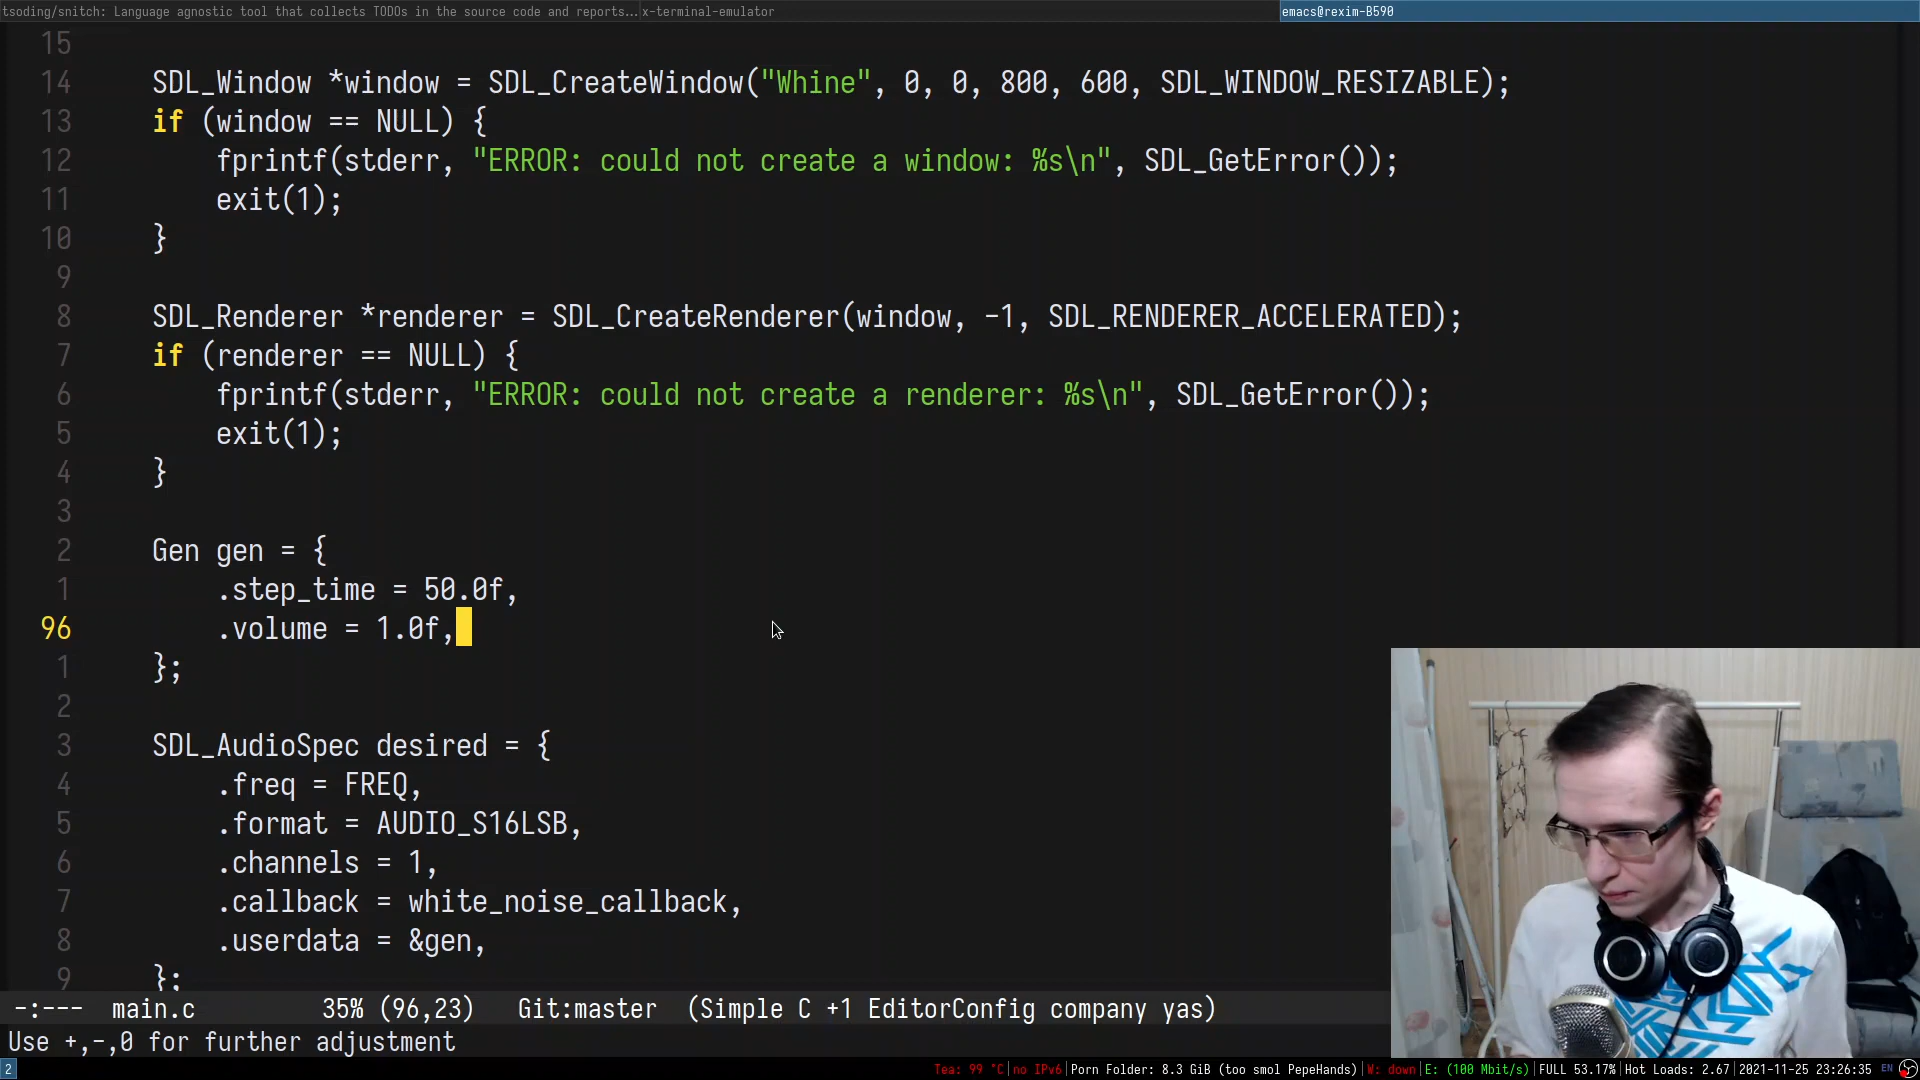 tsoding/snitch: Language agnostic tool that collects TODOs in the source code and reports... x-terminal-emulator emacs@rexim-B590
15
14 SDL_Window *window = SDL_CreateWindow("Whine", 0, 0, 800, 600, SDL_WINDOW_RESIZABLE);
13 if (window == NULL) {
12 fprintf(stderr, "ERROR: could not create a window: %s\n", SDL_GetError());
11 exit(1);
10 }
9
8 SDL_Renderer *renderer = SDL_CreateRenderer(window, -1, SDL_RENDERER_ACCELERATED);
7 if (renderer == NULL) {
6 fprintf(stderr, "ERROR: could not create a renderer: %s\n", SDL_GetError());
5 exit(1);
4 }
3
2 Gen gen = {
1 .step_time = 50.0f,
96 .volume = 1.0f,
1 };
2
3 SDL_AudioSpec desired = {
4 .freq = FREQ,
5 .format = AUDIO_S16LSB,
6 .channels = 1,
7 .callback = white_noise_callback,
8 .userdata = &gen,
9 };
-:--- main.c 35% (96,23) Git:master (Simple C +1 EditorConfig company yas)
Use +,-,0 for further adjustment
2 Tea: 99 °C|no IPv6|Porn Folder: 8.3 GiB (too smol PepeHands)|W: down|E: (100 Mbit/s)|FULL 53.17%|Hot Loads: 2.67|2021-11-25 23:26:35 EN